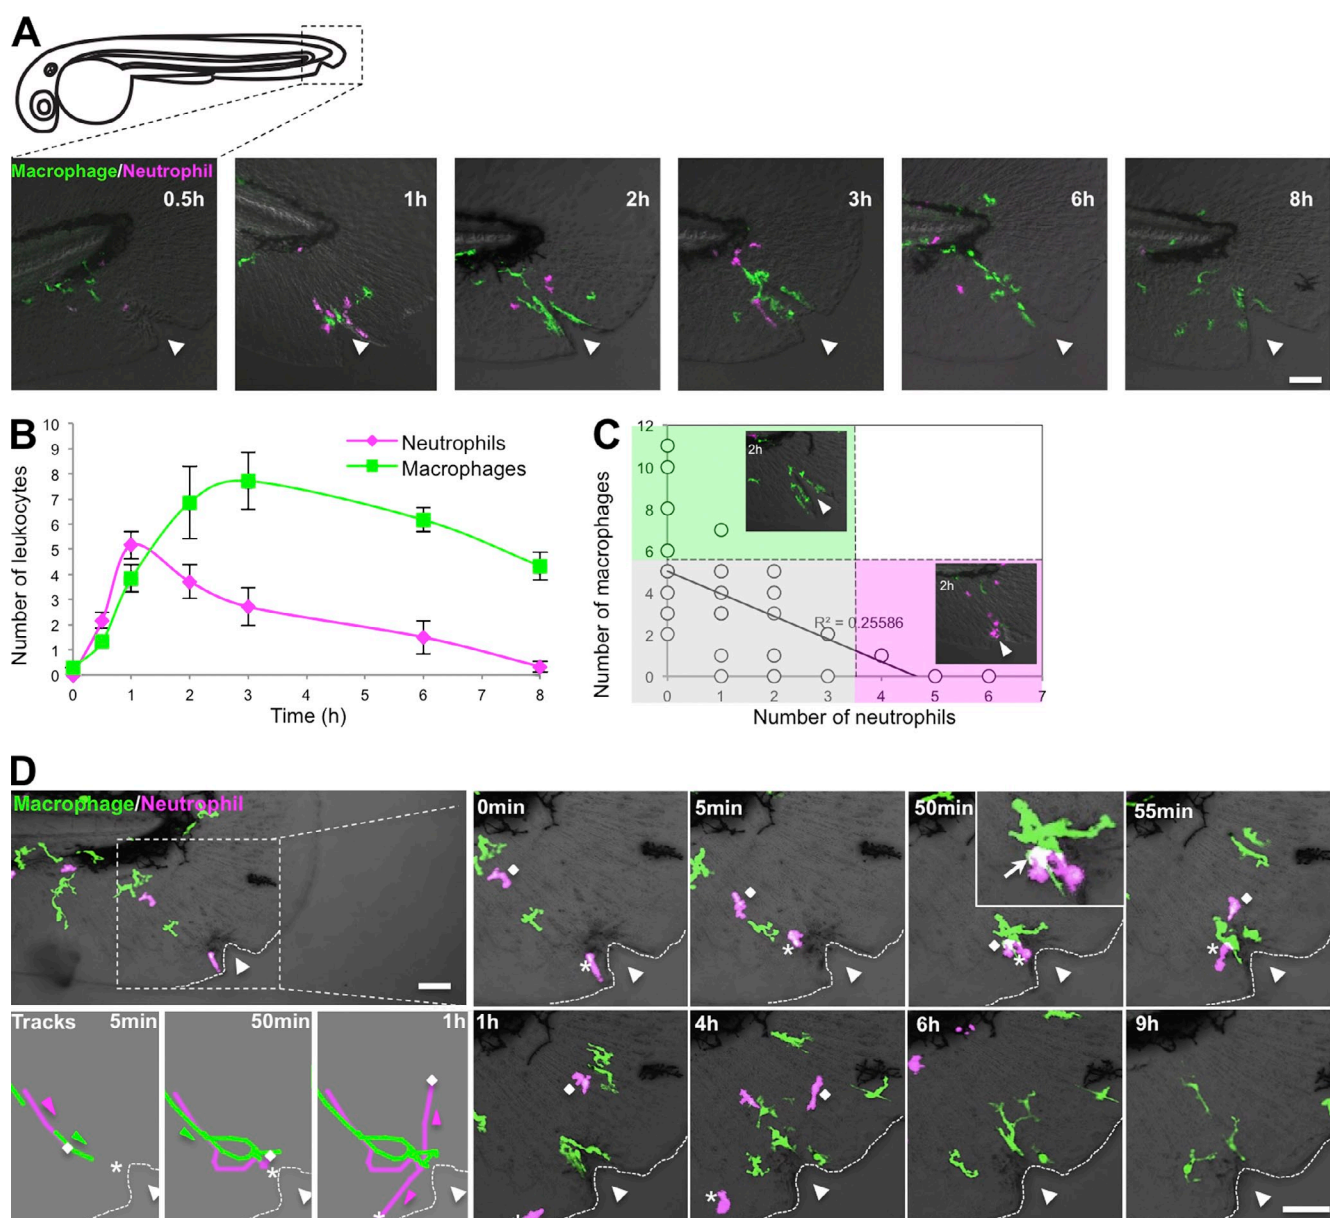 A
Macrophage/Neutrophil
0.5h
1h
2h
3h
6h
8h
B
Number of leukocytes
10
9
8
7
6
5
4
3
2
1
0
0 1 2 3 4 5 6 7 8
Time (h)
Neutrophils
Macrophages
C
Number of macrophages
12
10
8
6
4
2
0
0 1 2 3 4 5 6 7
Number of neutrophils
2h
2h
R² = 0.25586
D
Macrophage/Neutrophil
0min
5min
50min
55min
Tracks 5min
50min
1h
1h
4h
6h
9h